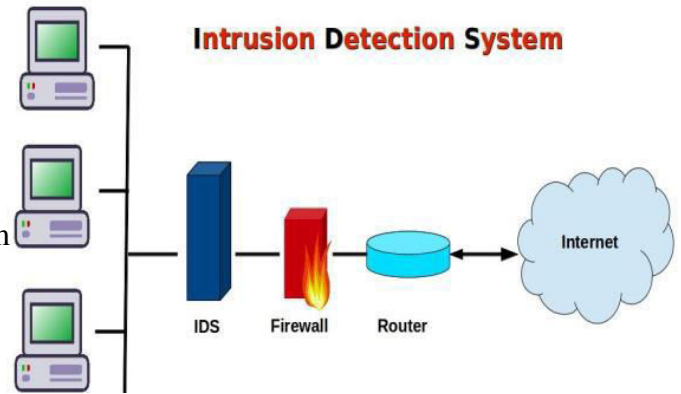 Intrusion Detection System
n
Internet
IDS
Firewall
Router